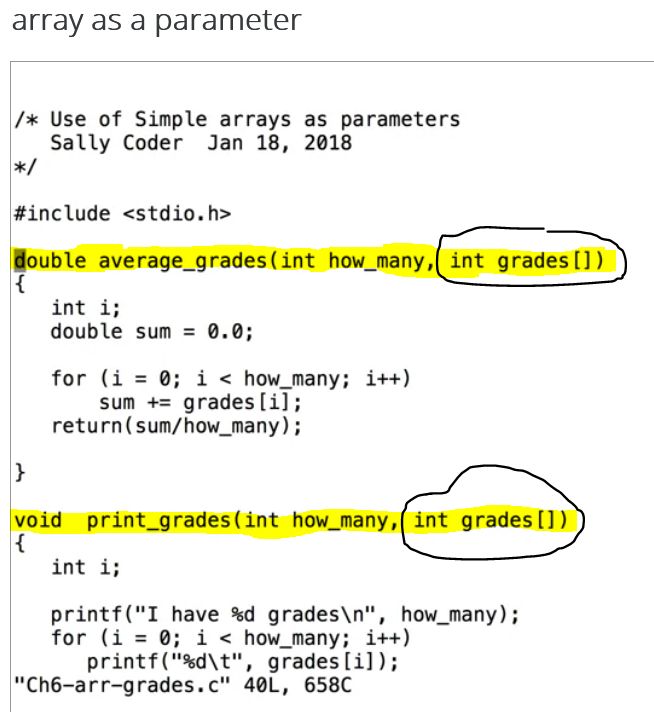 array as a parameter
/* Use of Simple arrays as parameters
   Sally Coder  Jan 18, 2018
*/
#include <stdio.h>
double average_grades(int how_many, int grades[])
{
   int i;
   double sum = 0.0;
   for (i = 0; i < how_many; i++)
       sum += grades[i];
   return(sum/how_many);
}
void  print_grades(int how_many, int grades[])
{
   int i;
   printf("I have %d grades\n", how_many);
   for (i = 0; i < how_many; i++)
      printf("%d\t", grades[i]);
"Ch6-arr-grades.c" 40L, 658C